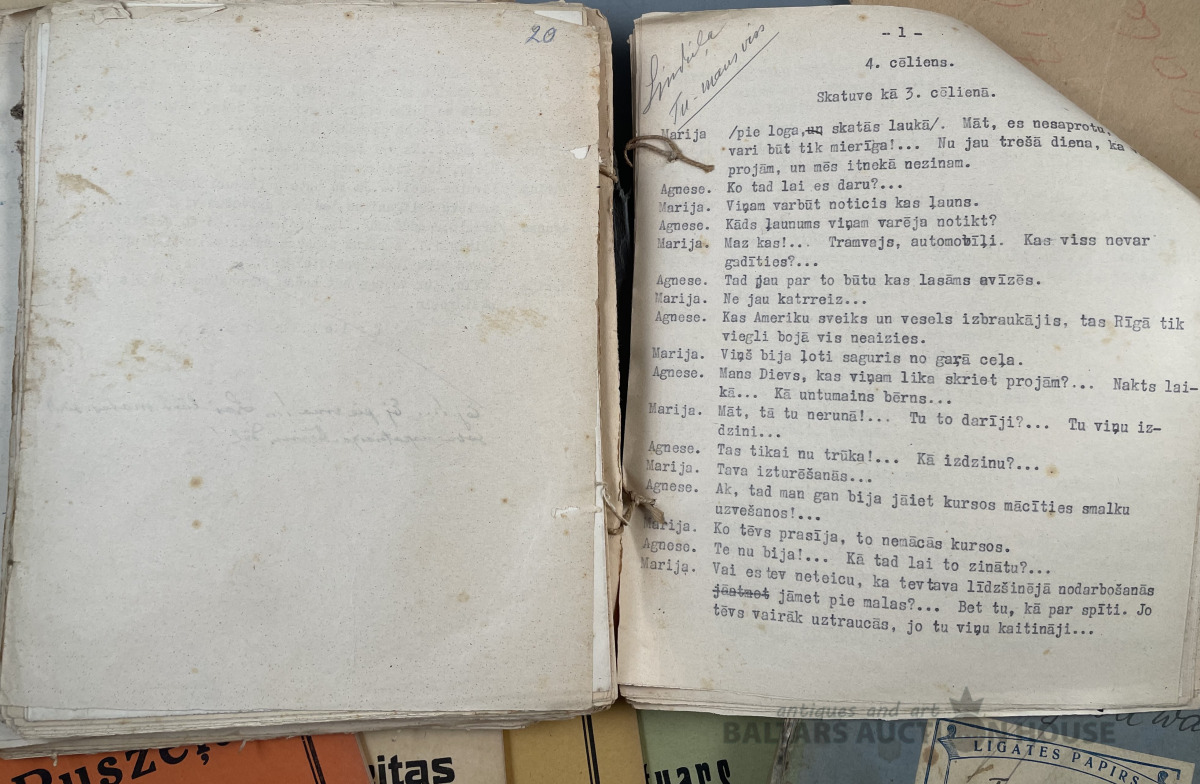 20
- 1 -
4. cēliens.
Skatuve kā 3. cēlienā.
Tu - mans viss
Marija /pie loga, un skatās laukā/. Māt, es nesaprotu,
vari būt tik mierīga!... Nu jau trešā diena, ka
projām, un mēs itnekā nezinam.
Agnese. Ko tad lai es daru?...
Marija. Viņam varbūt noticis kas ļauns.
Agnese. Kāds ļaunums viņam varēja notikt?
Marija. Maz kas!... Tramvajs, automobīļi. Kas viss nevar
gadīties?...
Agnese. Tad jau par to būtu kas lasāms avīzēs.
Marija. Ne jau katrreiz...
Agnese. Kas Ameriku sveiks un vesels izbraukājis, tas Rīgā tik
viegli bojā vis neaizies.
Marija. Viņš bija ļoti saguris no gaŗā ceļa.
Agnese. Mans Dievs, kas viņam lika skriet projām?... Nakts lai-
kā... Kā untumains bērns...
Marija. Māt, tā tu nerunā!... Tu to darīji?... Tu viņu iz-
dzini...
Agnese. Tas tikai nu trūka!... Kā izdzinu?...
Marija. Tava izturēšanās...
Agnese. Ak, tad man gan bija jāiet kursos mācīties smalku
uzvešanos!...
Marija. Ko tēvs prasīja, to nemācās kursos.
Agnese. Te nu bija!... Kā tad lai to zinātu?...
Marija. Vai es tev neteicu, ka tev tava līdzšinējā nodarbošanās
jāatmet jāmet pie malas?... Bet tu, kā par spīti. Jo
tēvs vairāk uztraucās, jo tu viņu kaitināji...
antiques and art
BALTARS AUCTION HOUSE
LĪGATES PAPĪRS